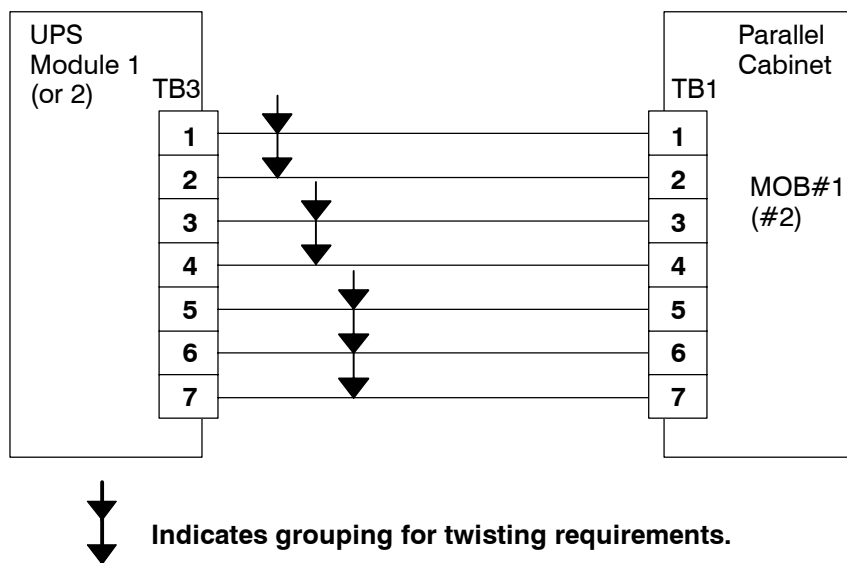 UPS
Module 1
(or 2)
TB3
1
2
3
4
5
6
7
Parallel
Cabinet
TB1
1
2
3
4
5
6
7
MOB#1
(#2)
Indicates grouping for twisting requirements.